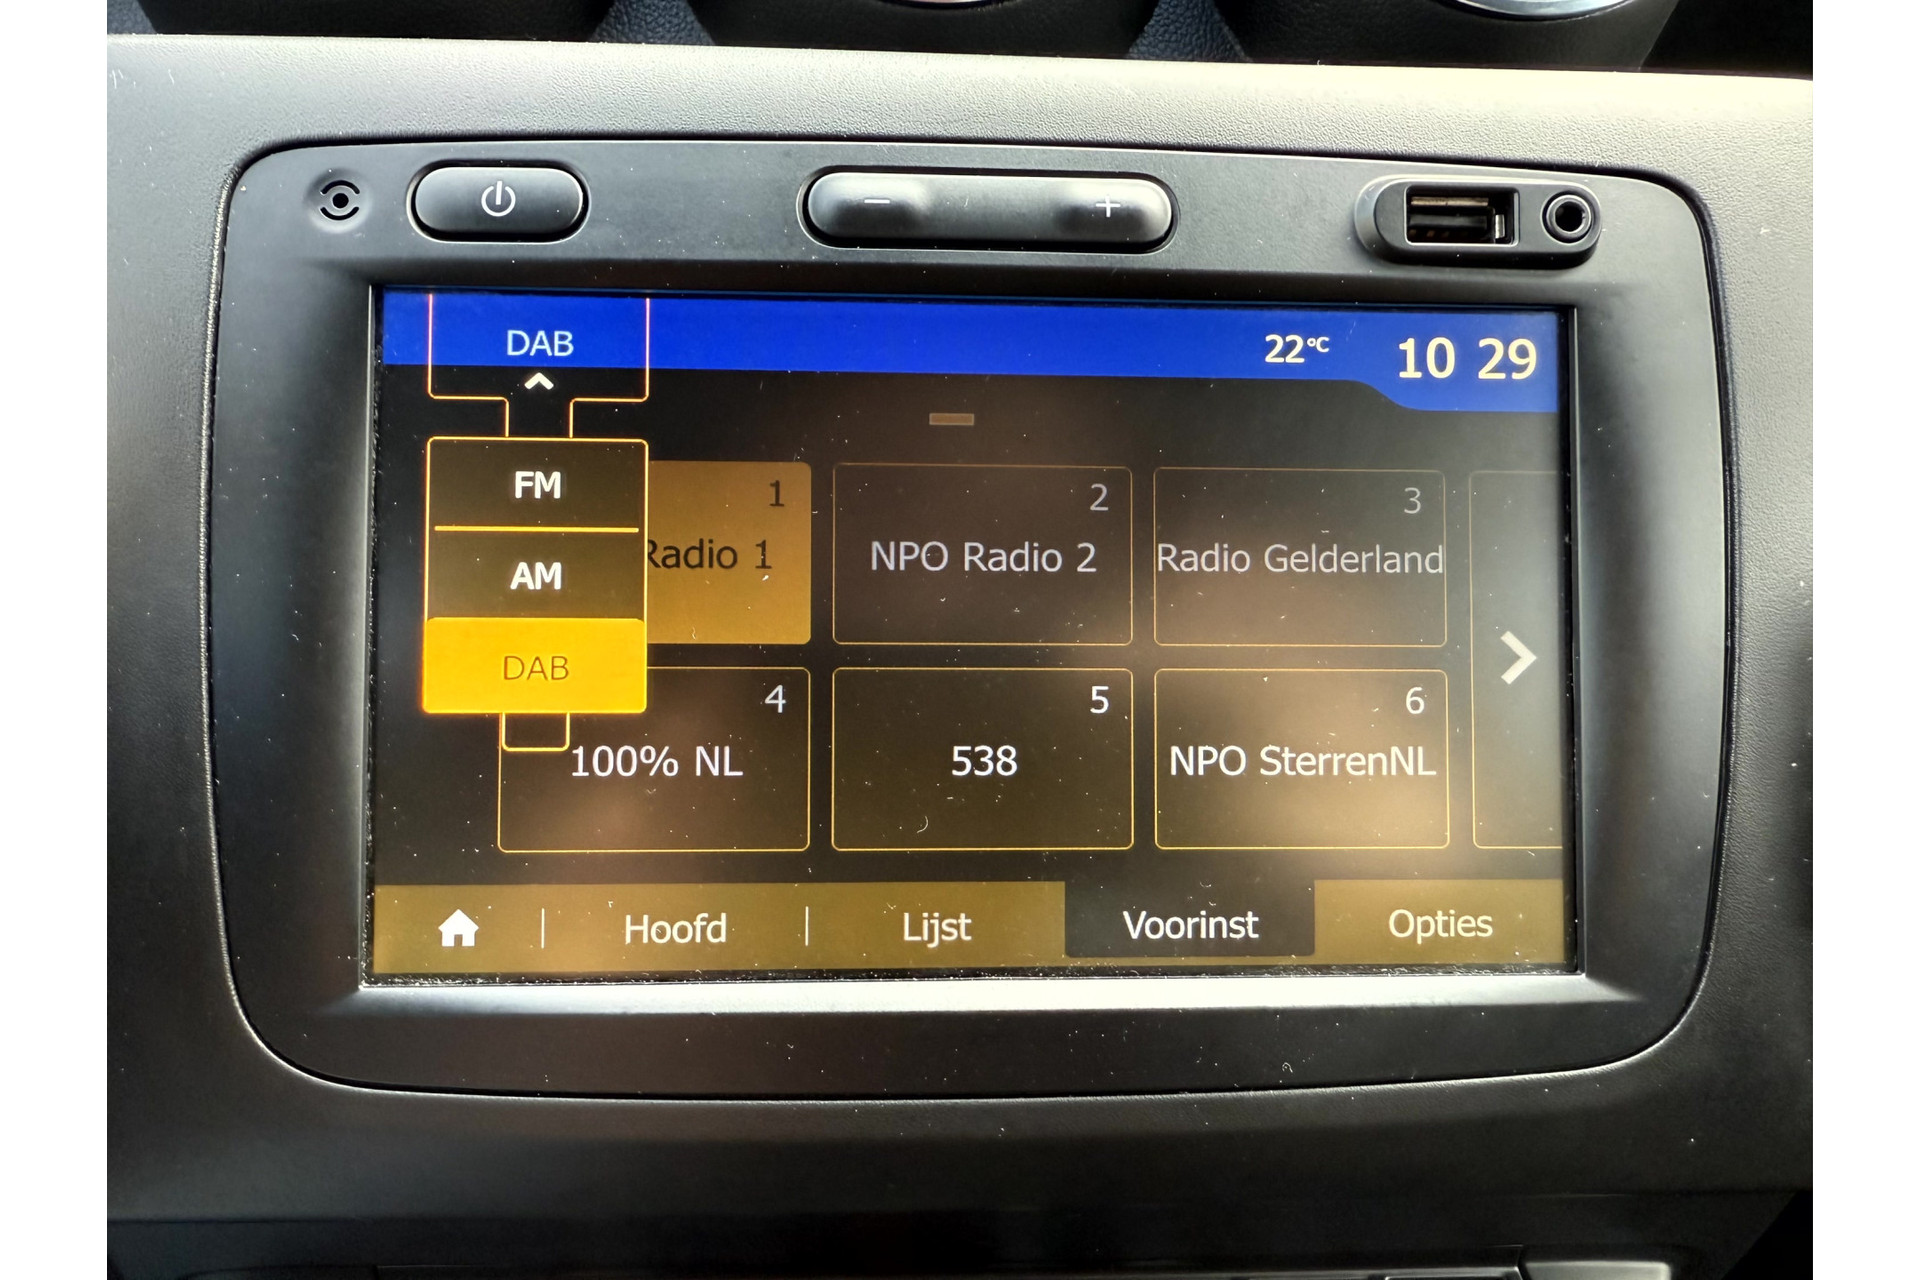 DAB
22°C
10 29
FM
AM
DAB
1
Radio 1
2
NPO Radio 2
3
Radio Gelderland
4
100% NL
5
538
6
NPO SterrenNL
Hoofd
Lijst
Voorinst
Opties